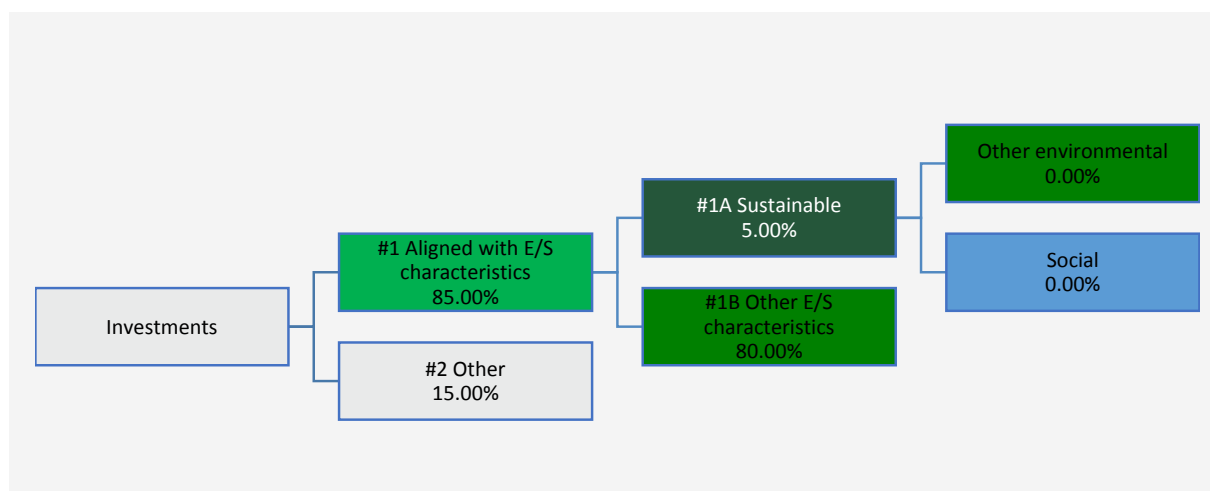 Investments
#1 Aligned with E/S
characteristics
85.00%
#2 Other
15.00%
#1A Sustainable
5.00%
#1B Other E/S
characteristics
80.00%
Other environmental
0.00%
Social
0.00%